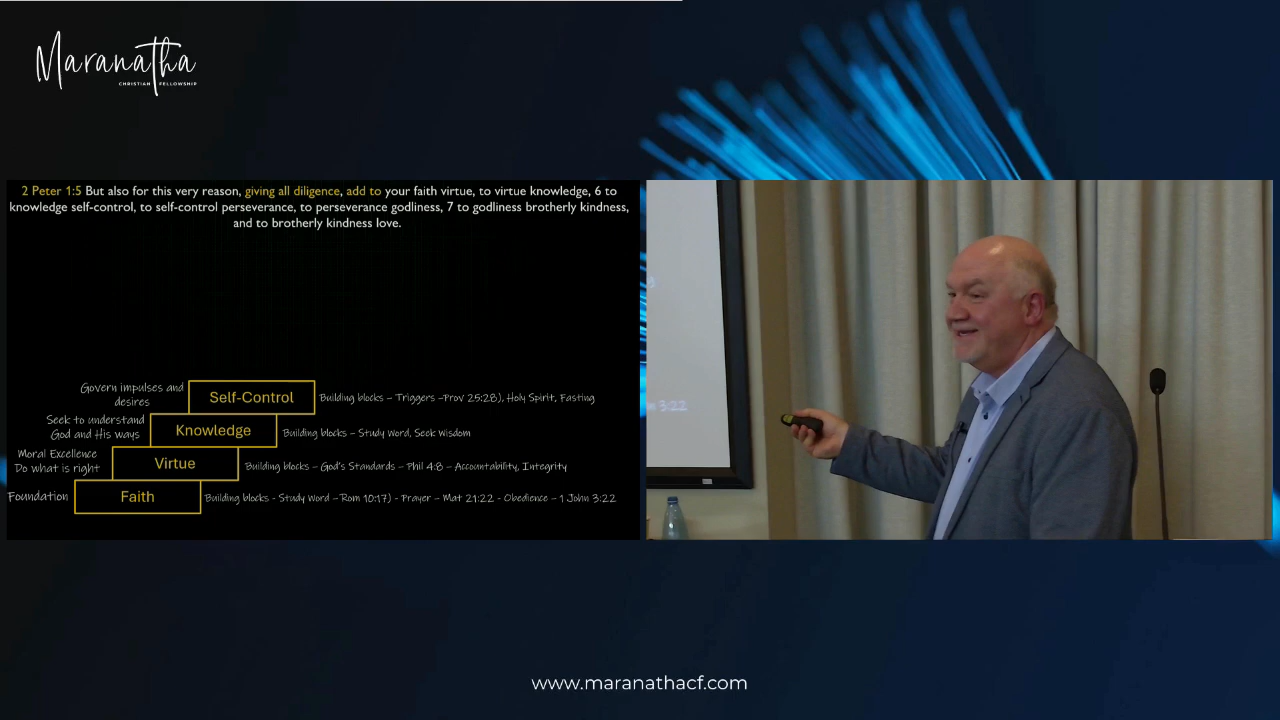 Maranatha
CHRISTIAN FELLOWSHIP
2 Peter 1:5 But also for this very reason, giving all diligence, add to your faith virtue, to virtue knowledge, 6 to
knowledge self-control, to self-control perseverance, to perseverance godliness, 7 to godliness brotherly kindness,
and to brotherly kindness love.
Govern impulses and
desires
Self-Control
Building blocks – Triggers –Prov 25:28), Holy Spirit, Fasting
Seek to understand
God and His ways
Knowledge
Building blocks – Study Word, Seek Wisdom
Moral Excellence
Do what is right
Virtue
Building blocks – God's Standards – Phil 4:8 – Accountability, Integrity
Foundation
Faith
Building blocks - Study Word –Rom 10:17) - Prayer – Mat 21:22 - Obedience – 1 John 3:22
3:22
www.maranathacf.com